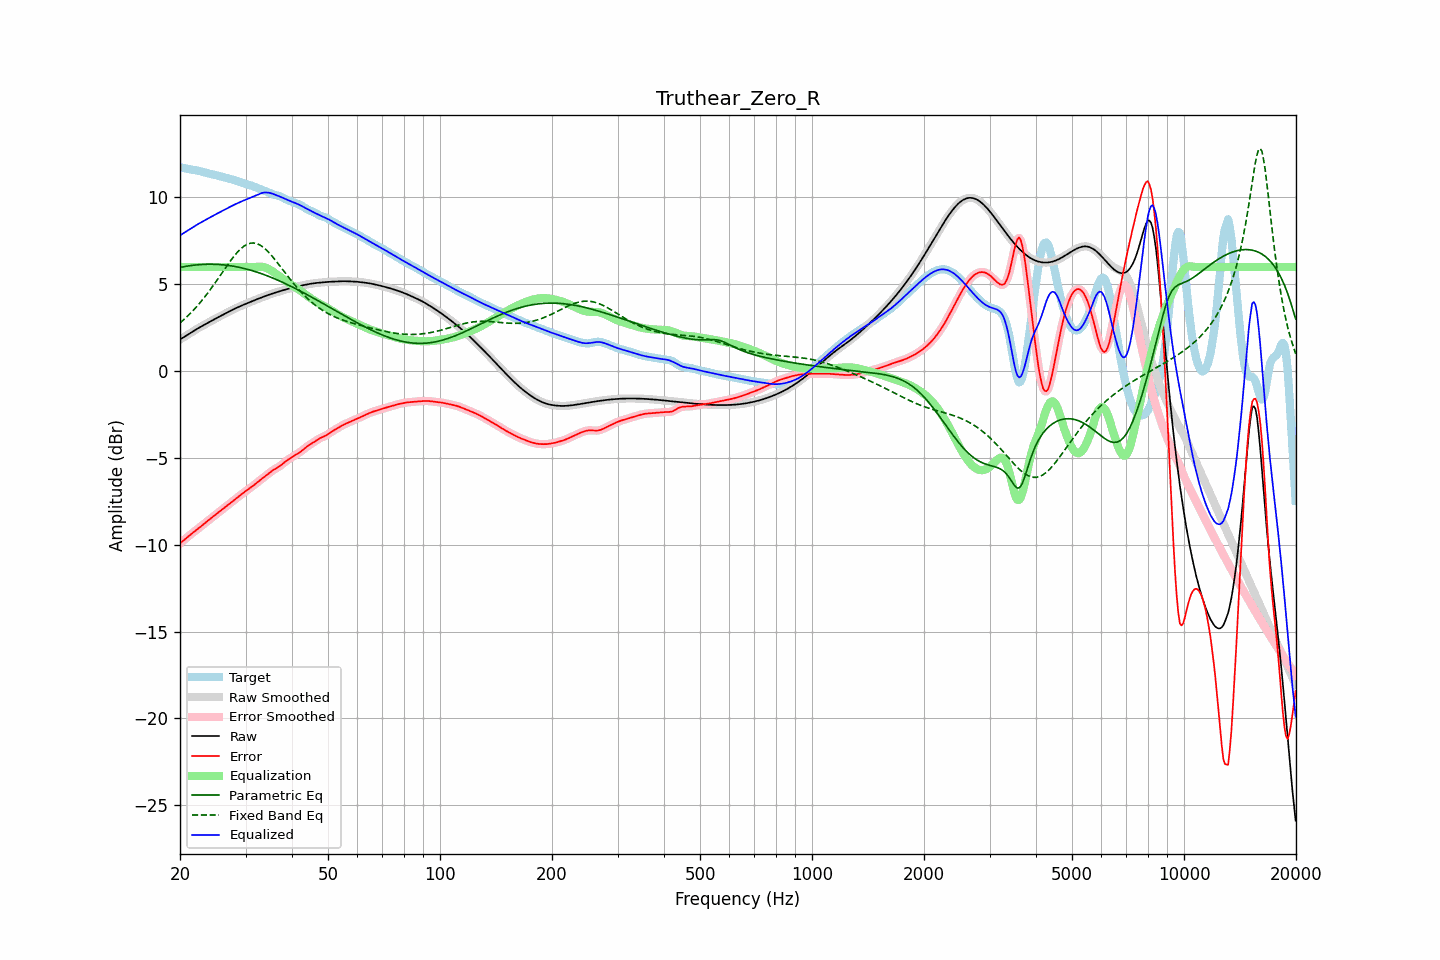 Truthear_Zero_R
Amplitude (dBr)
10
5
0
−5
−10
−15
−20
−25
Target
Raw Smoothed
Error Smoothed
Raw
Error
Equalization
Parametric Eq
Fixed Band Eq
Equalized
20 50 100 200 500 1000 2000 5000 10000 20000
Frequency (Hz)